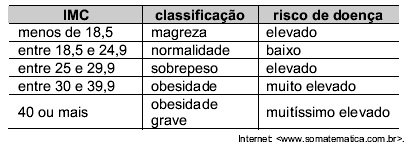 IMC classificação risco de doença
menos de 18,5 magreza elevado
entre 18,5 e 24,9 normalidade baixo
entre 25 e 29,9 sobrepeso elevado
entre 30 e 39,9 obesidade muito elevado
40 ou mais obesidade grave muitíssimo elevado
Internet: <www.somatematica.com.br>.